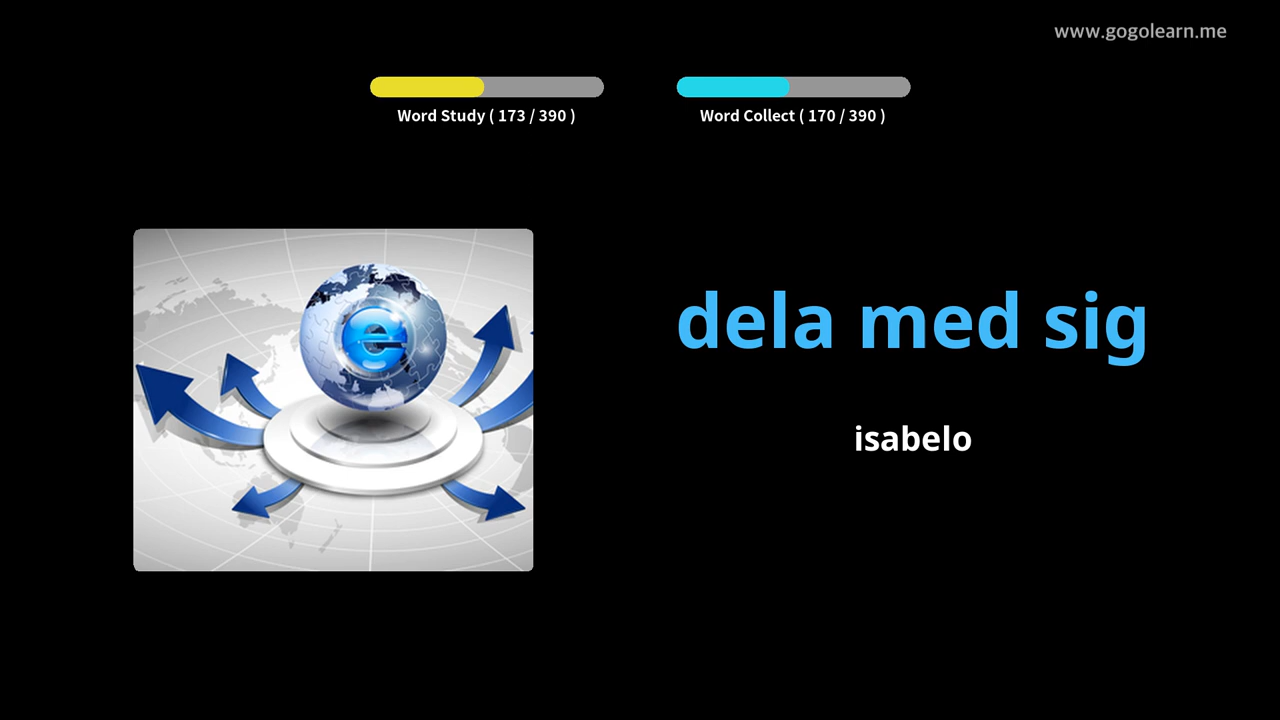 www.gogolearn.me
Word Study ( 173 / 390 )
Word Collect ( 170 / 390 )
e
dela med sig
isabelo